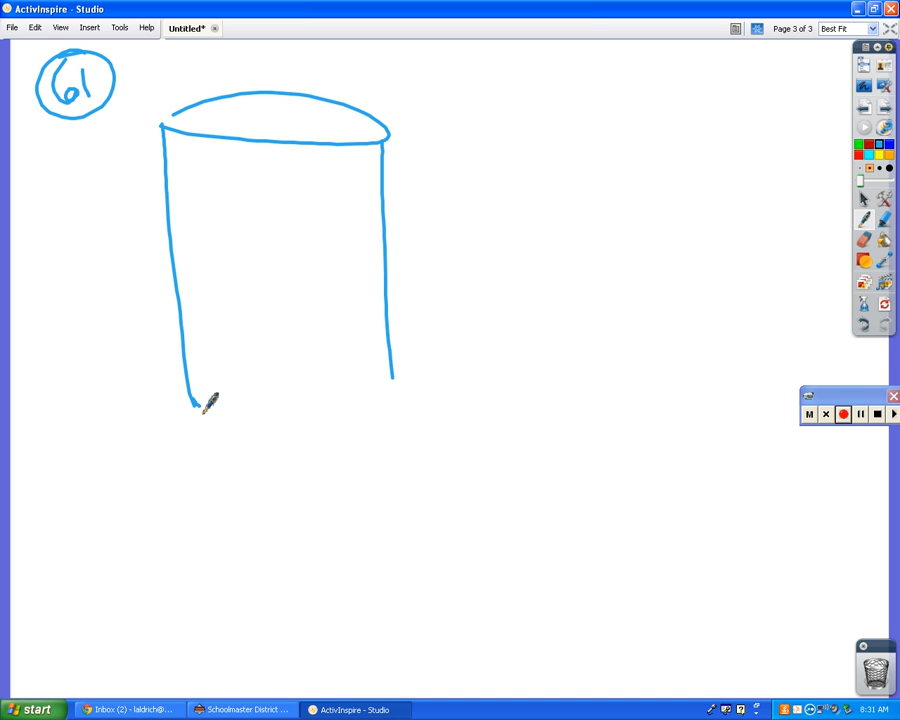 ActivInspire - Studio
File Edit View Insert Tools Help Untitled* Page 3 of 3 Best Fit
61
M
start Inbox (2) - laldrich@... Schoolmaster District ... ActivInspire - Studio 8:31 AM